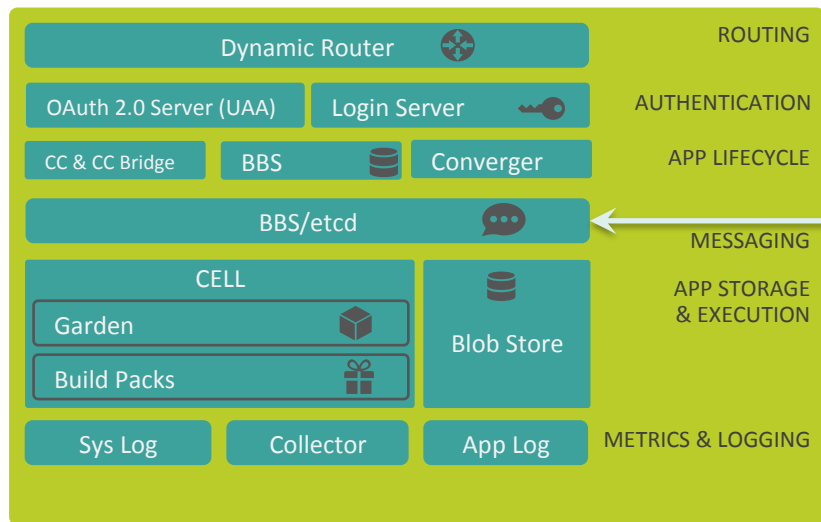 Dynamic Router
ROUTING
OAuth 2.0 Server (UAA)
Login Server
AUTHENTICATION
CC & CC Bridge
BBS
Converger
APP LIFECYCLE
BBS/etcd
MESSAGING
CELL
Garden
Build Packs
Blob Store
APP STORAGE
& EXECUTION
Sys Log
Collector
App Log
METRICS & LOGGING